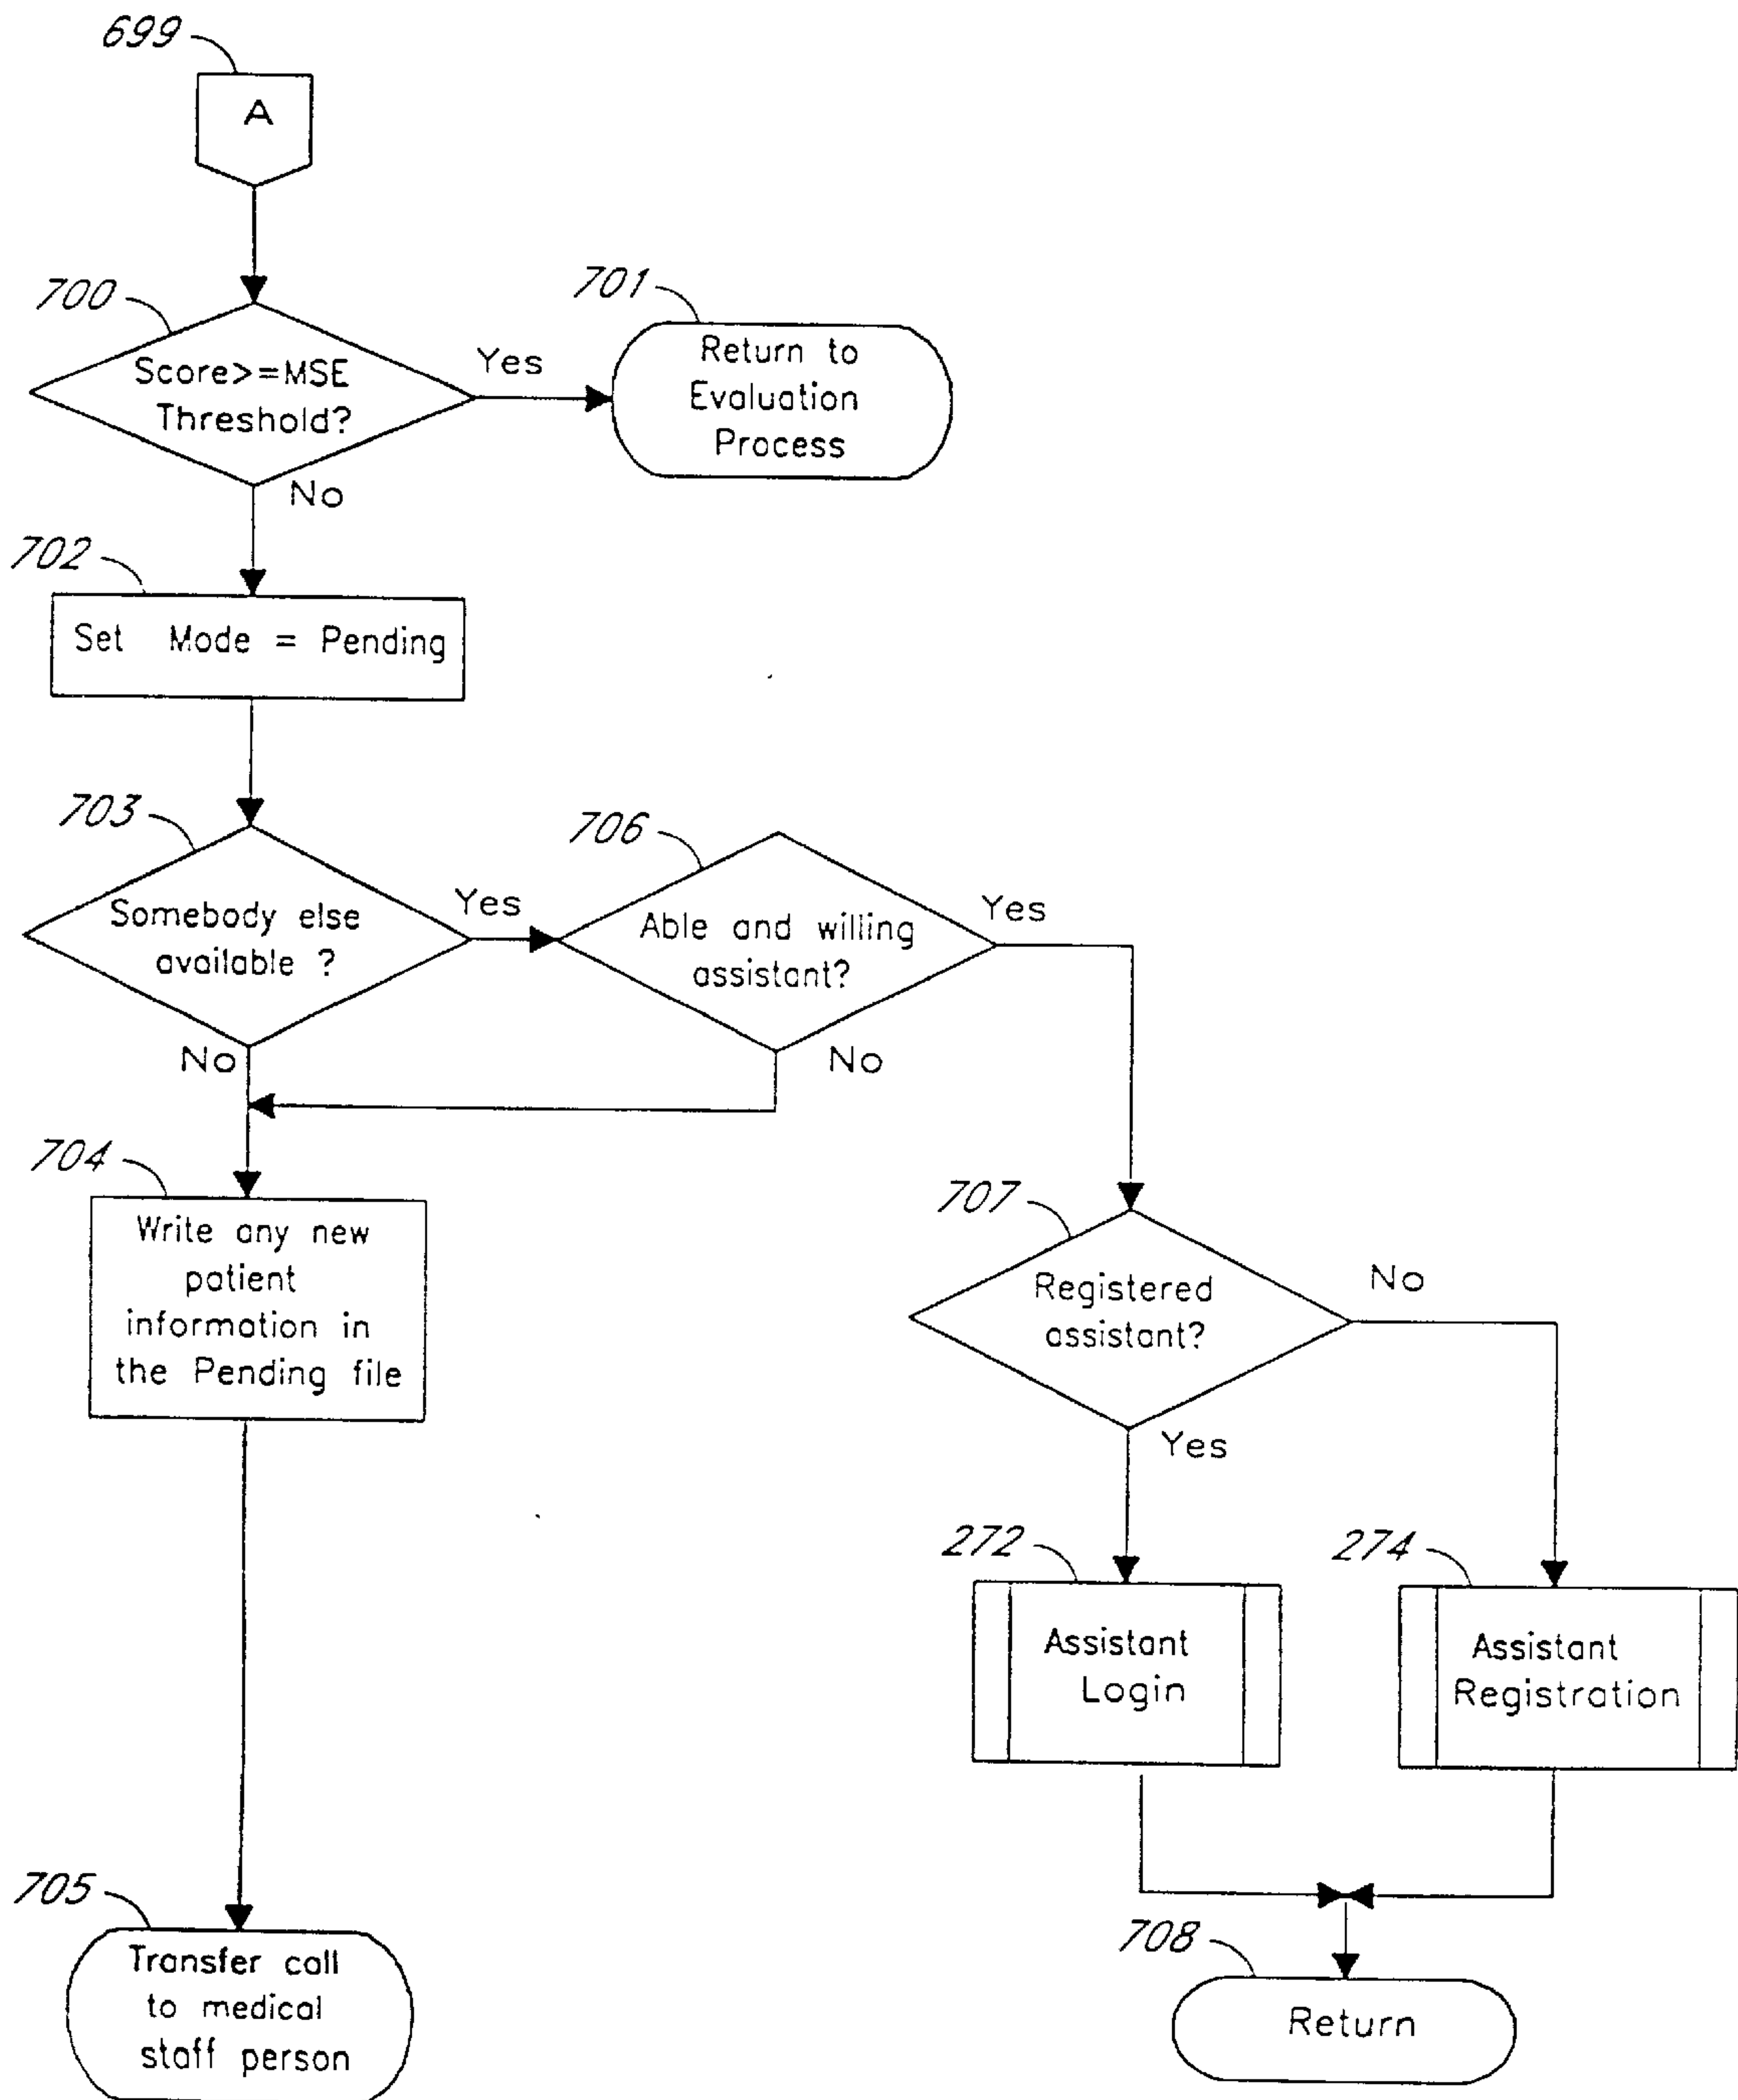 699
A
700
Score>=MSE
Threshold?
Yes
701
Return to
Evaluation
Process
No
702
Set Mode = Pending
703
Somebody else
available ?
Yes
706
Able and willing
assistant?
Yes
No
No
704
Write any new
patient
information in
the Pending file
707
Registered
assistant?
No
Yes
272
Assistant
Login
274
Assistant
Registration
705
Transfer call
to medical
staff person
708
Return